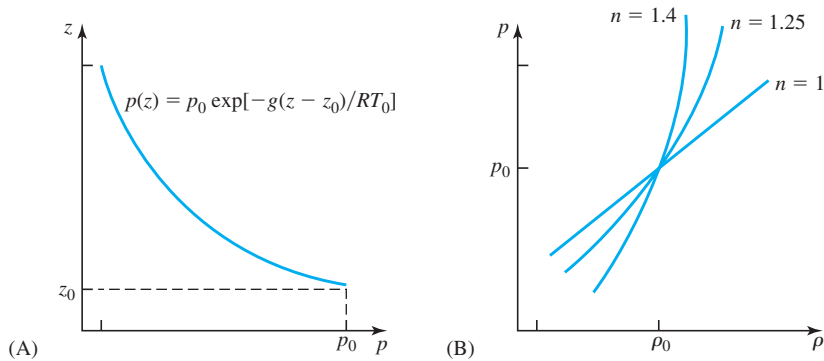 z
p(z) = p₀ exp[−g(z − z₀)/RT₀]
z₀
p₀
p
(A)
p
n = 1.4
n = 1.25
n = 1
p₀
ρ₀
ρ
(B)